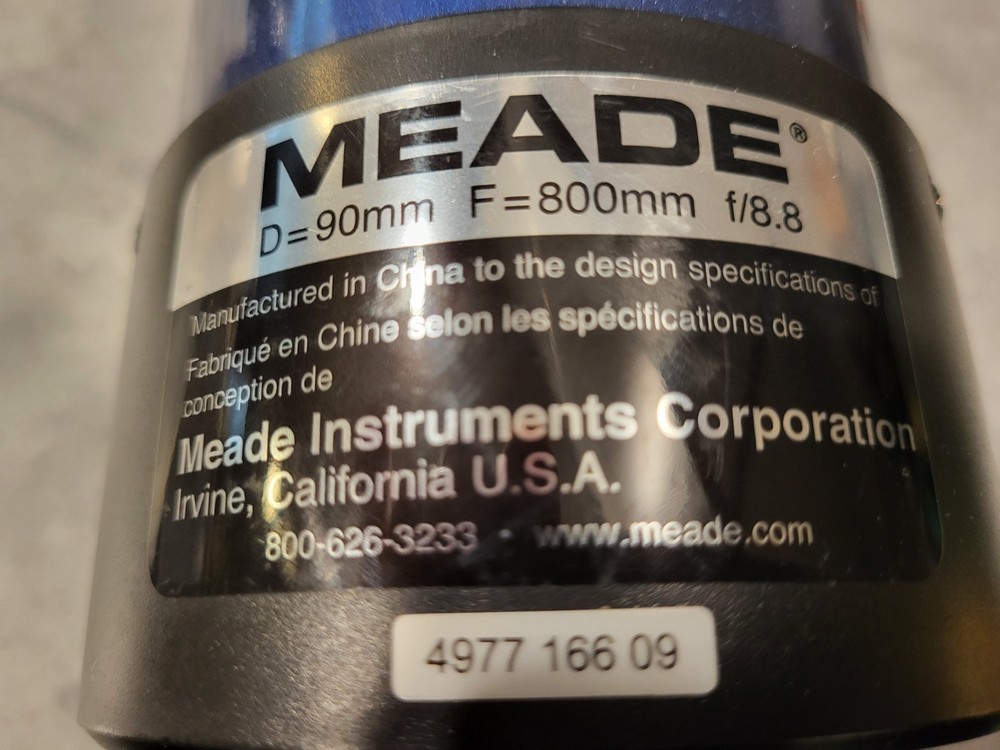 MEADE®
D=90mm F=800mm f/8.8
Manufactured in China to the design specifications of
Fabriqué en Chine selon les spécifications de
conception de
Meade Instruments Corporation
Irvine, California U.S.A.
800-626-3233 · www.meade.com
4977 166 09